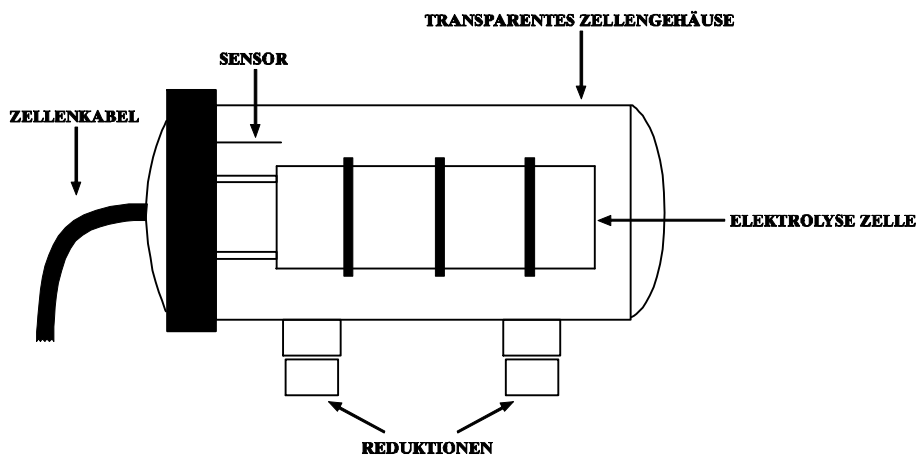 TRANSPARENTES ZELLENGEHÄUSE
SENSOR
ZELLENKABEL
ELEKTROLYSE ZELLE
REDUKTIONEN